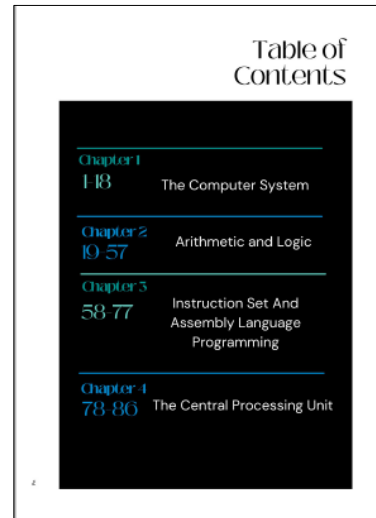 Table of
Contents
Chapter 1
1-18
The Computer System
Chapter 2
19-57
Arithmetic and Logic
Chapter 3
58-77
Instruction Set And
Assembly Language
Programming
Chapter 4
78-86
The Central Processing Unit
2